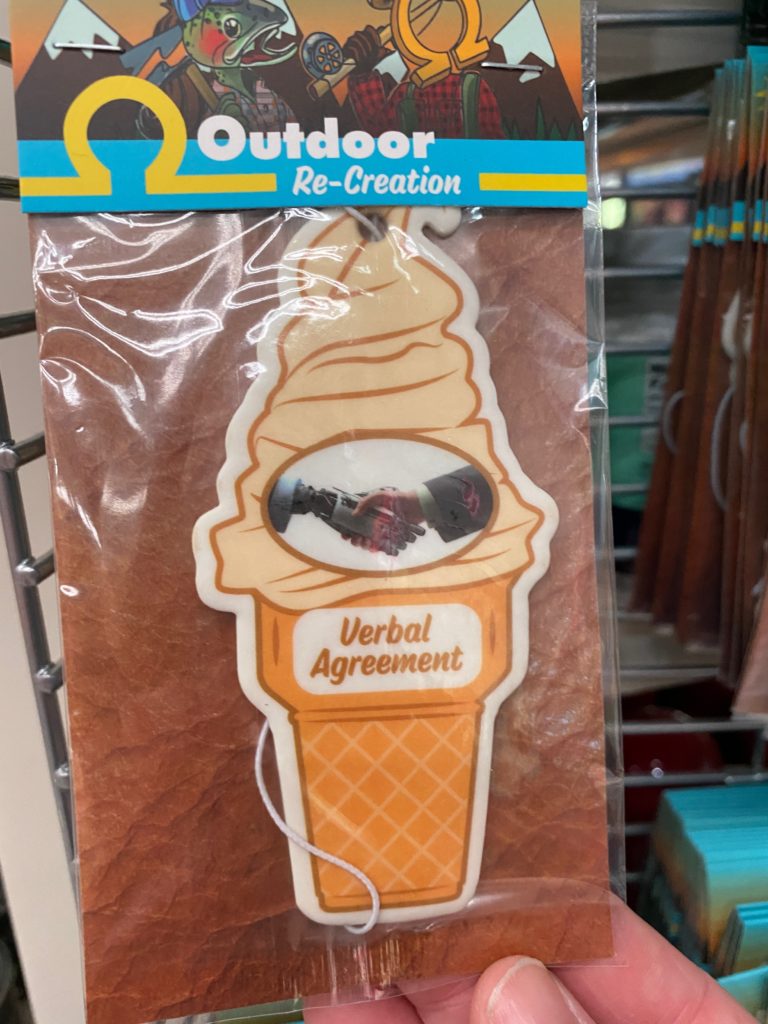 Outdoor
Re-Creation
Verbal
Agreement